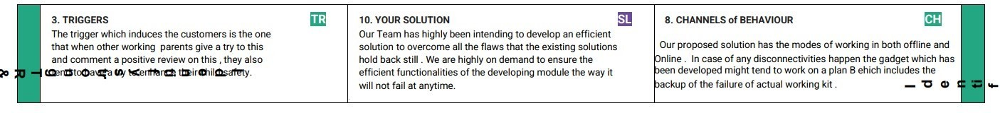 3. TRIGGERS
TR
The trigger which induces the customers is the one
that when other working parents give a try to this
and comment a positive review on this , they also
tend to have a try to enhance their child safety.
10. YOUR SOLUTION
SL
Our Team has highly been intending to develop an efficient
solution to overcome all the flaws that the existing solutions
hold back still . We are highly on demand to ensure the
efficient functionalities of the developing module the way it
will not fail at anytime.
8. CHANNELS of BEHAVIOUR
CH
Our proposed solution has the modes of working in both offline and
Online . In case of any disconnectivities happen the gadget which has
been developed might tend to work on a plan B ehich includes the
backup of the failure of actual working kit .
Identif